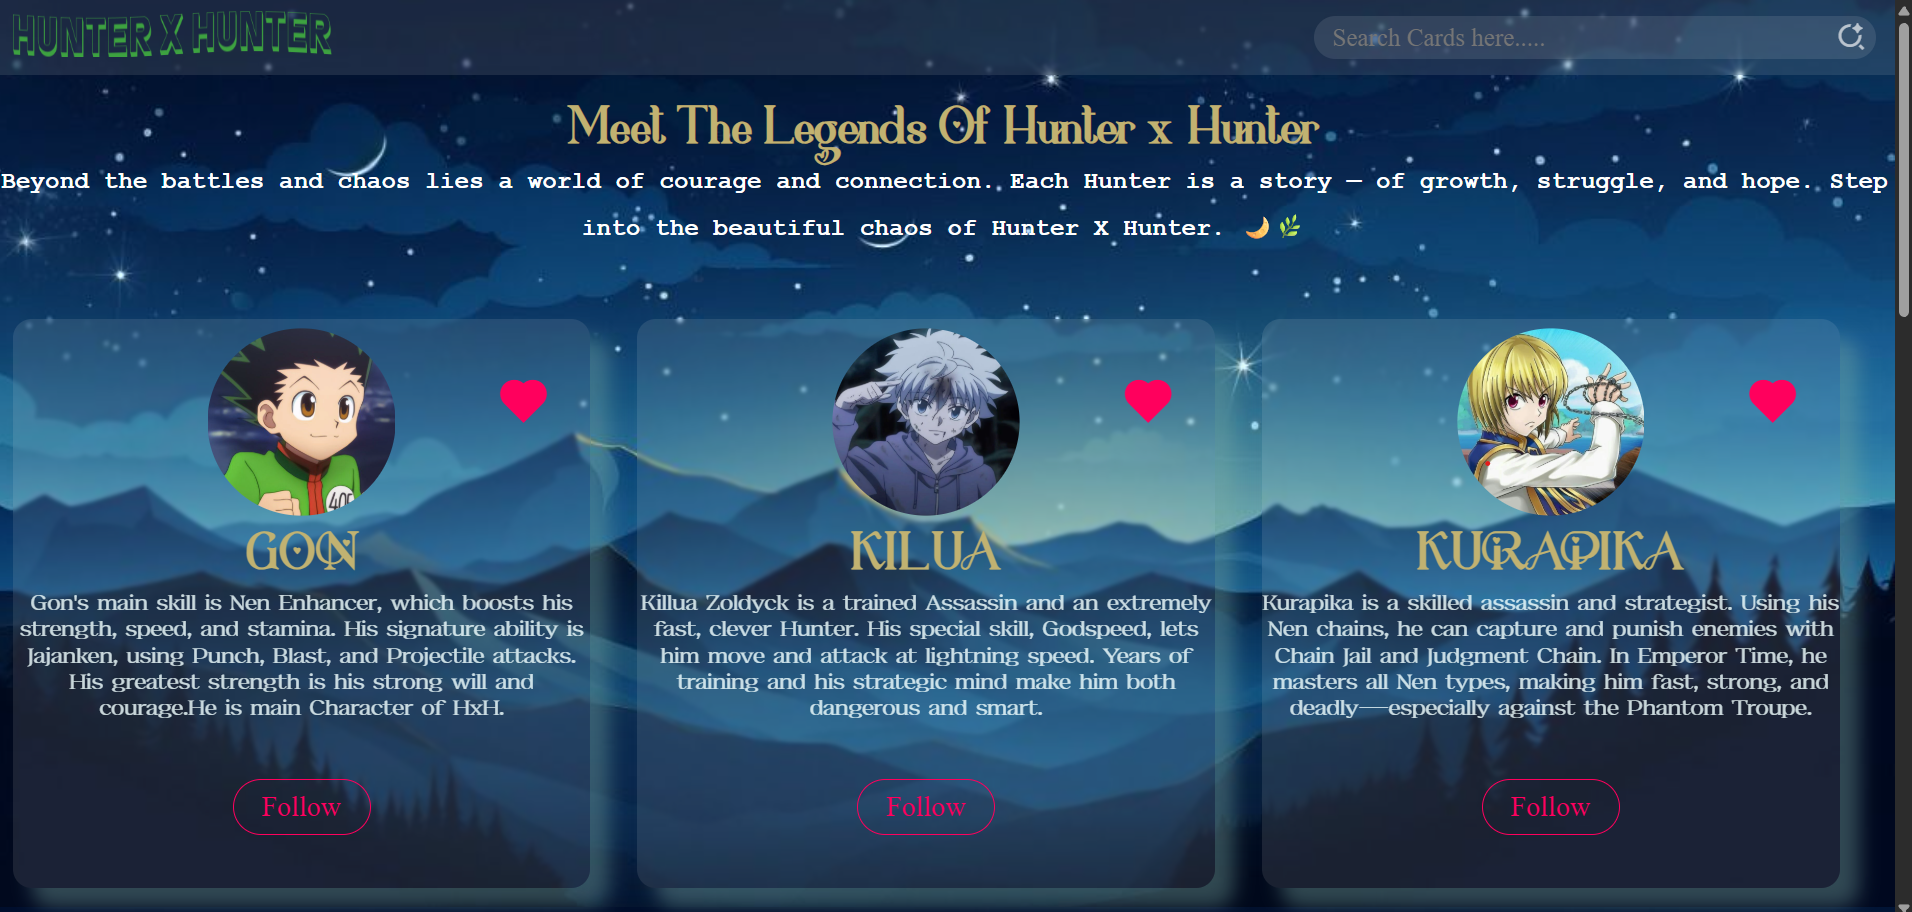 HUNTER X HUNTER
Search Cards here.....
Meet The Legends Of Hunter x Hunter
Beyond the battles and chaos lies a world of courage and connection. Each Hunter is a story — of growth, struggle, and hope. Step
into the beautiful chaos of Hunter X Hunter. 🌙🌿
GON
Gon's main skill is Nen Enhancer, which boosts his
strength, speed, and stamina. His signature ability is
Jajanken, using Punch, Blast, and Projectile attacks.
His greatest strength is his strong will and
courage.He is main Character of HxH.
Follow
KILUA
Killua Zoldyck is a trained Assassin and an extremely
fast, clever Hunter. His special skill, Godspeed, lets
him move and attack at lightning speed. Years of
training and his strategic mind make him both
dangerous and smart.
Follow
KURAPIKA
Kurapika is a skilled assassin and strategist. Using his
Nen chains, he can capture and punish enemies with
Chain Jail and Judgment Chain. In Emperor Time, he
masters all Nen types, making him fast, strong, and
deadly—especially against the Phantom Troupe.
Follow